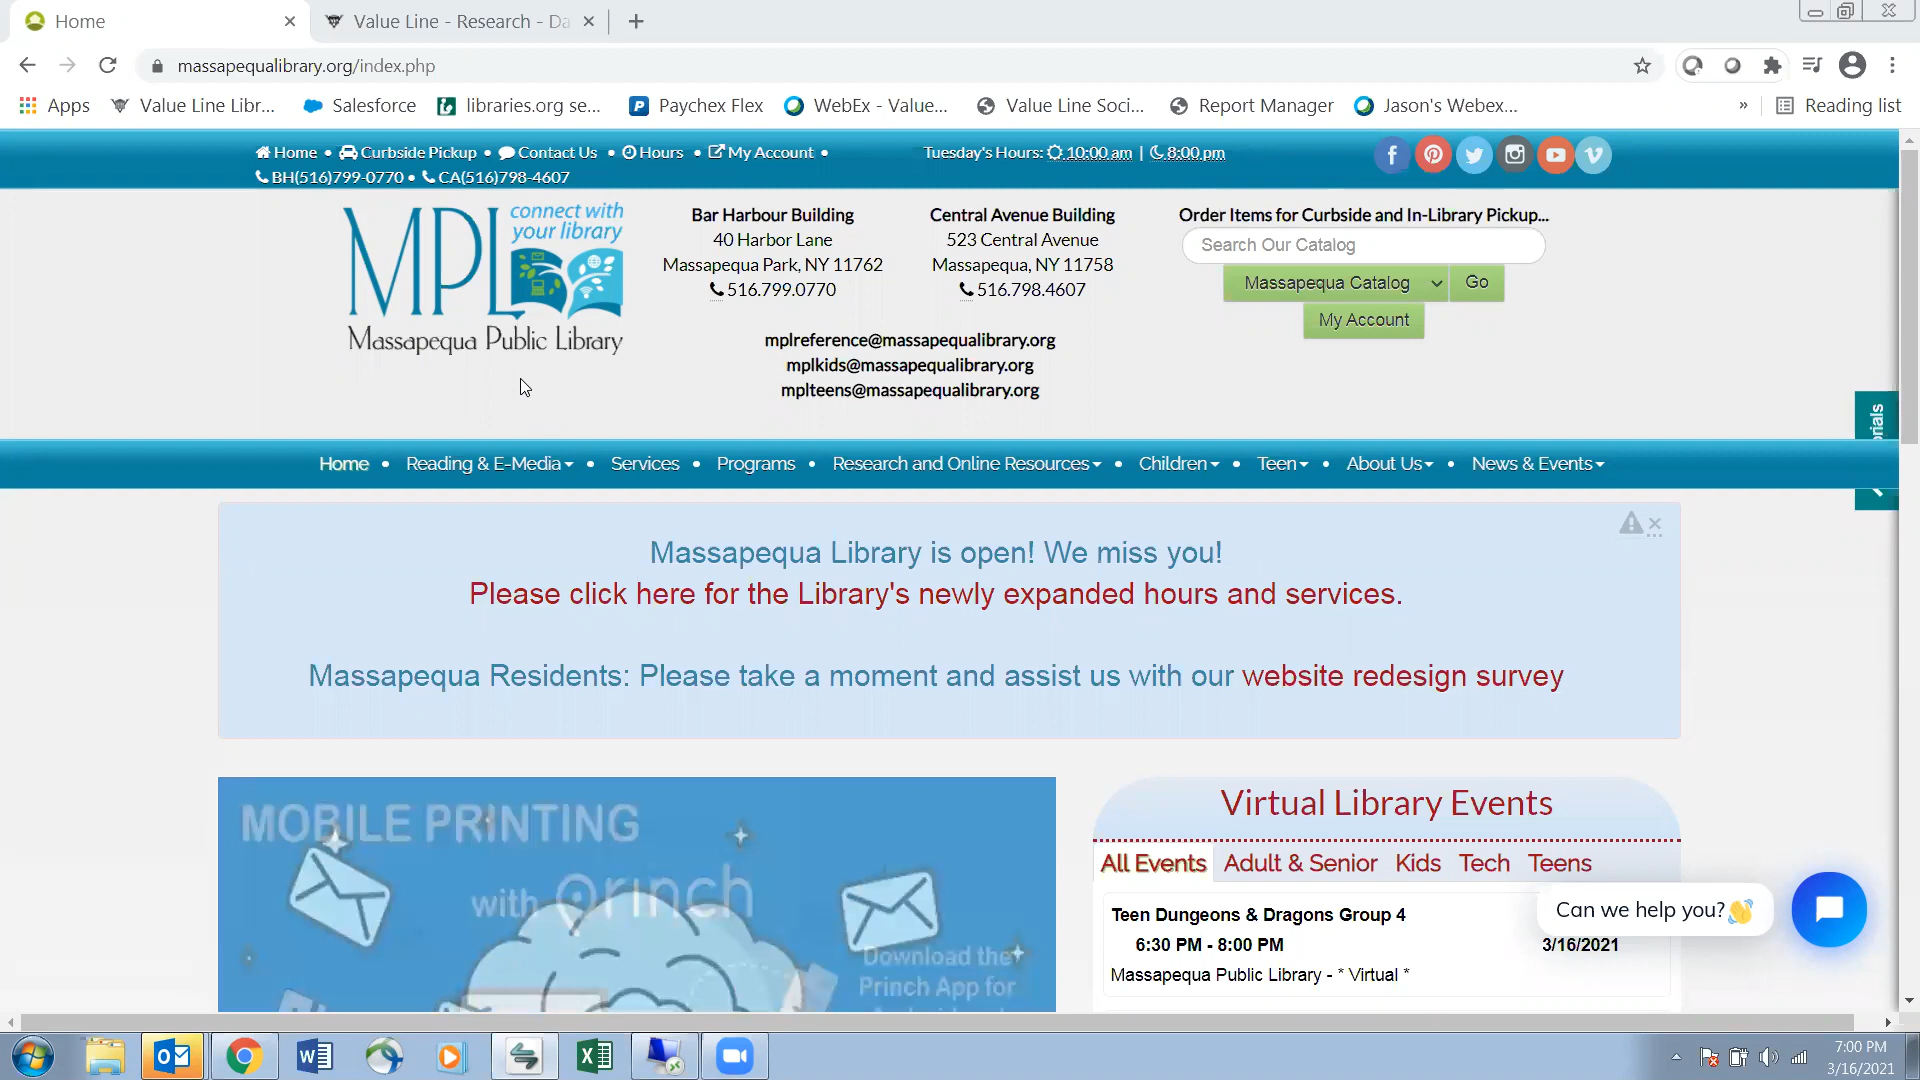 Home
Value Line - Research - Da
massapequalibrary.org/index.php
Apps
Value Line Libr...
Salesforce
libraries.org se...
Paychex Flex
WebEx - Value...
Value Line Soci...
Report Manager
Jason's Webex...
»
Reading list
Home • Curbside Pickup • Contact Us • Hours • My Account •
BH(516)799-0770 • CA(516)798-4607
Tuesday's Hours: 10:00 am | 8:00 pm
MPL
connect with
your library
Massapequa Public Library
Bar Harbour Building
40 Harbor Lane
Massapequa Park, NY 11762
516.799.0770
Central Avenue Building
523 Central Avenue
Massapequa, NY 11758
516.798.4607
mplreference@massapequalibrary.org
mplkids@massapequalibrary.org
mplteens@massapequalibrary.org
Order Items for Curbside and In-Library Pickup...
Search Our Catalog
Massapequa Catalog
Go
My Account
rials
Home • Reading & E-Media • Services • Programs • Research and Online Resources • Children • Teen • About Us • News & Events
Massapequa Library is open! We miss you!
Please click here for the Library's newly expanded hours and services.
Massapequa Residents: Please take a moment and assist us with our website redesign survey
MOBILE PRINTING
with Princh
Download the
Princh App for
Virtual Library Events
All Events
Adult & Senior
Kids
Tech
Teens
Teen Dungeons & Dragons Group 4
6:30 PM - 8:00 PM
3/16/2021
Massapequa Public Library - * Virtual *
Can we help you?👋
7:00 PM
3/16/2021